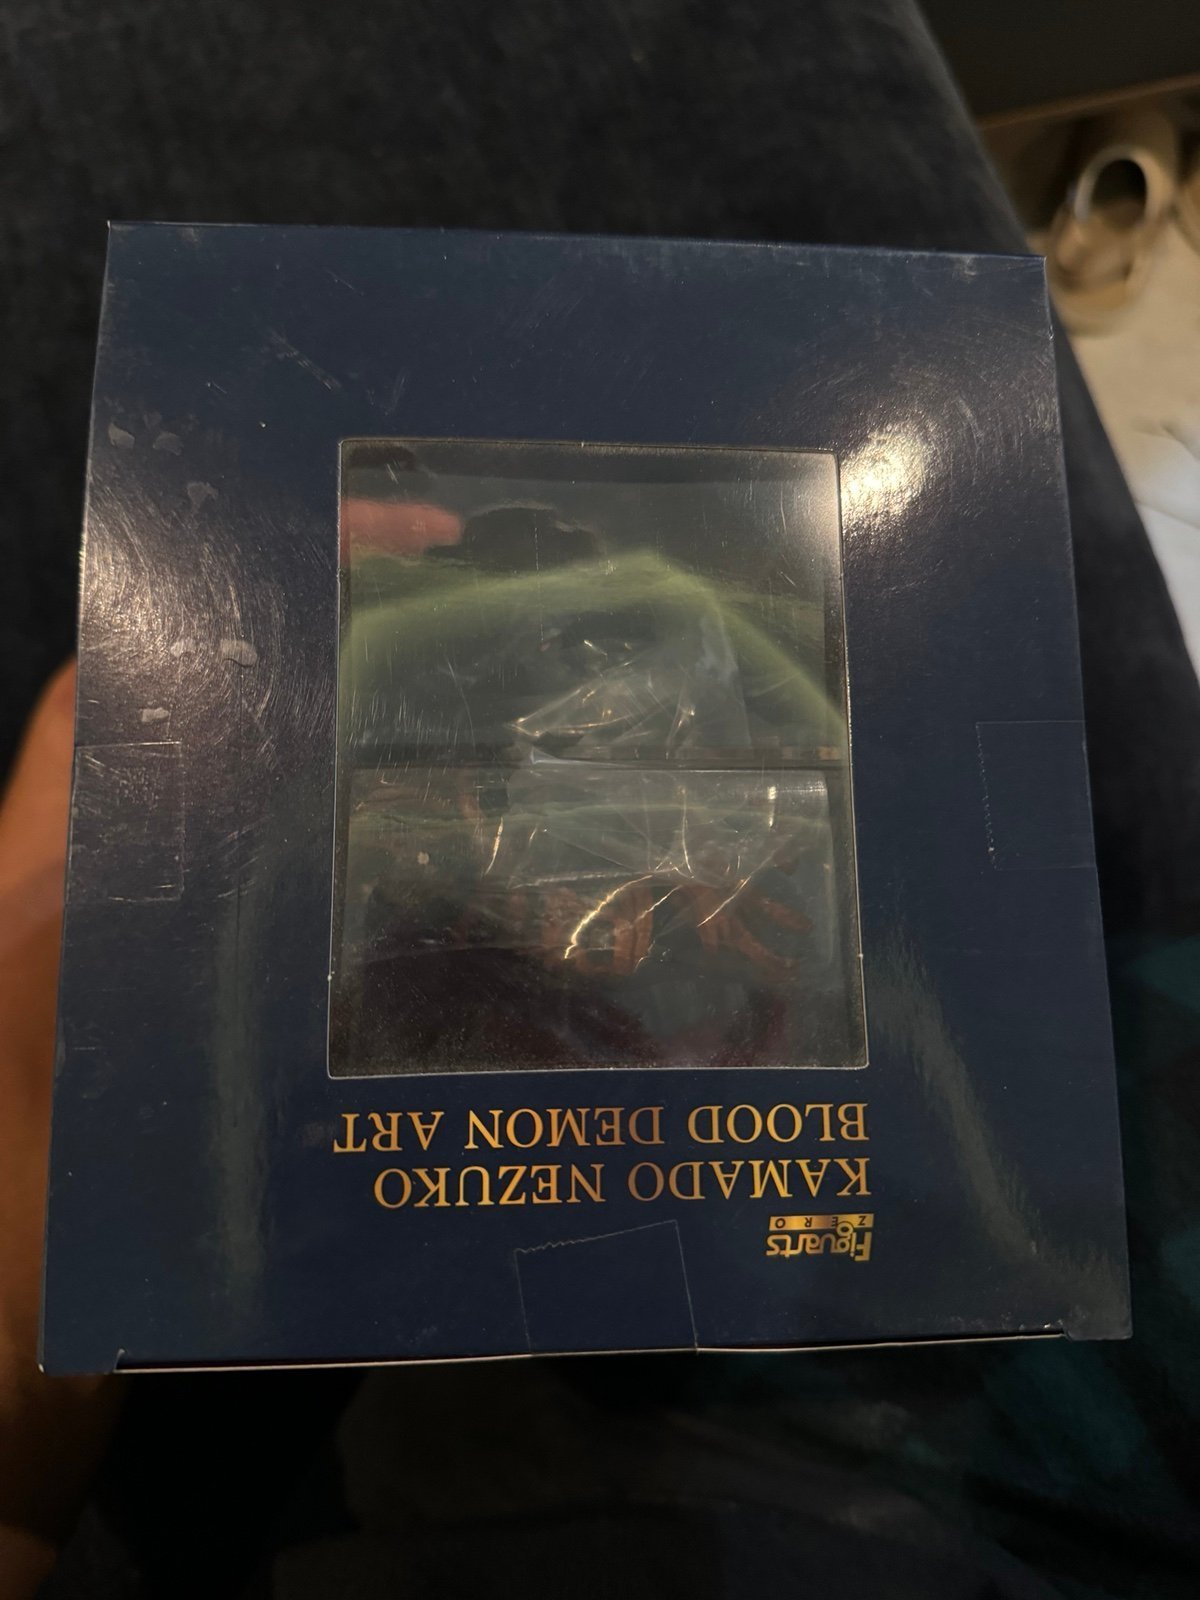 Figuarts
ZERO
KAMADO NEZUKO
BLOOD DEMON ART